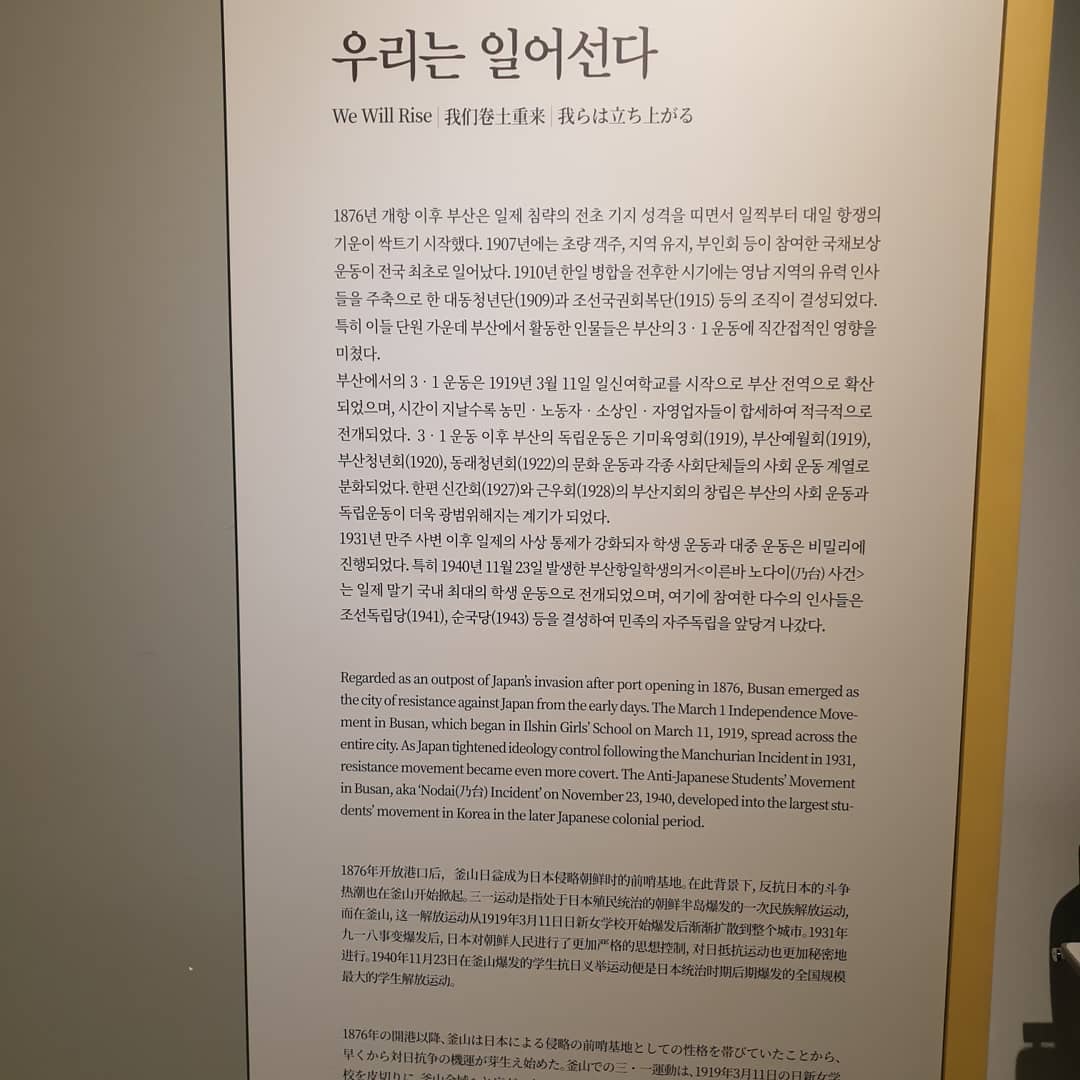 우리는 일어선다
We Will Rise | 我们卷土重来 | 我らは立ち上がる
1876년 개항 이후 부산은 일제 침략의 전초 기지 성격을 띠면서 일찍부터 대일 항쟁의
기운이 싹트기 시작했다. 1907년에는 초량 객주, 지역 유지, 부인회 등이 참여한 국채보상
운동이 전국 최초로 일어났다. 1910년 한일 병합을 전후한 시기에는 영남 지역의 유력 인사
들을 주축으로 한 대동청년단(1909)과 조선국권회복단(1915) 등의 조직이 결성되었다.
특히 이들 단원 가운데 부산에서 활동한 인물들은 부산의 3 · 1 운동에 직간접적인 영향을
미쳤다.
부산에서의 3 · 1 운동은 1919년 3월 11일 일신여학교를 시작으로 부산 전역으로 확산
되었으며, 시간이 지날수록 농민 · 노동자 · 소상인 · 자영업자들이 합세하여 적극적으로
전개되었다. 3 · 1 운동 이후 부산의 독립운동은 기미육영회(1919), 부산예월회(1919),
부산청년회(1920), 동래청년회(1922)의 문화 운동과 각종 사회단체들의 사회 운동 계열로
분화되었다. 한편 신간회(1927)와 근우회(1928)의 부산지회의 창립은 부산의 사회 운동과
독립운동이 더욱 광범위해지는 계기가 되었다.
1931년 만주 사변 이후 일제의 사상 통제가 강화되자 학생 운동과 대중 운동은 비밀리에
진행되었다. 특히 1940년 11월 23일 발생한 부산항일학생의거<이른바 노다이(乃台) 사건>
는 일제 말기 국내 최대의 학생 운동으로 전개되었으며, 여기에 참여한 다수의 인사들은
조선독립당(1941), 순국당(1943) 등을 결성하여 민족의 자주독립을 앞당겨 나갔다.
Regarded as an outpost of Japan's invasion after port opening in 1876, Busan emerged as
the city of resistance against Japan from the early days. The March 1 Independence Move-
ment in Busan, which began in Ilshin Girls' School on March 11, 1919, spread across the
entire city. As Japan tightened ideology control following the Manchurian Incident in 1931,
resistance movement became even more covert. The Anti-Japanese Students' Movement
in Busan, aka 'Nodai(乃台) Incident' on November 23, 1940, developed into the largest stu-
dents' movement in Korea in the later Japanese colonial period.
1876年开放港口后，釜山日益成为日本侵略朝鲜时的前哨基地。在此背景下, 反抗日本的斗争
热潮也在釜山开始掀起。三一运动是指处于日本殖民统治的朝鲜半岛爆发的一次民族解放运动,
而在釜山, 这一解放运动从1919年3月11日日新女学校开始爆发后渐渐扩散到整个城市。1931年
九一八事变爆发后, 日本对朝鲜人民进行了更加严格的思想控制, 对日抵抗运动也更加秘密地
进行。1940年11月23日在釜山爆发的学生抗日义举运动便是日本统治时期后期爆发的全国规模
最大的学生解放运动。
1876年の開港以降、釜山は日本による侵略の前哨基地としての性格を帯びていたことから、
早くから対日抗争の機運が芽生え始めた。釜山での三・一運動は、1919年3月11日の日新女学
校を皮切りに、釜山全域へと